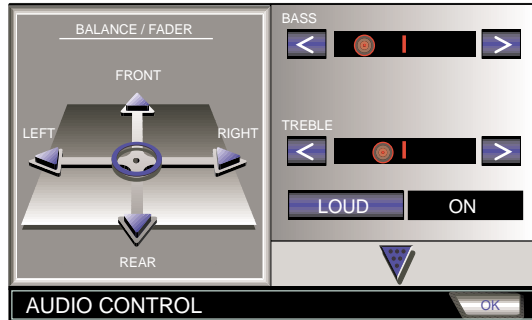 BALANCE / FADER
FRONT
LEFT
RIGHT
REAR
BASS
< >
TREBLE
< >
LOUD ON
AUDIO CONTROL
OK